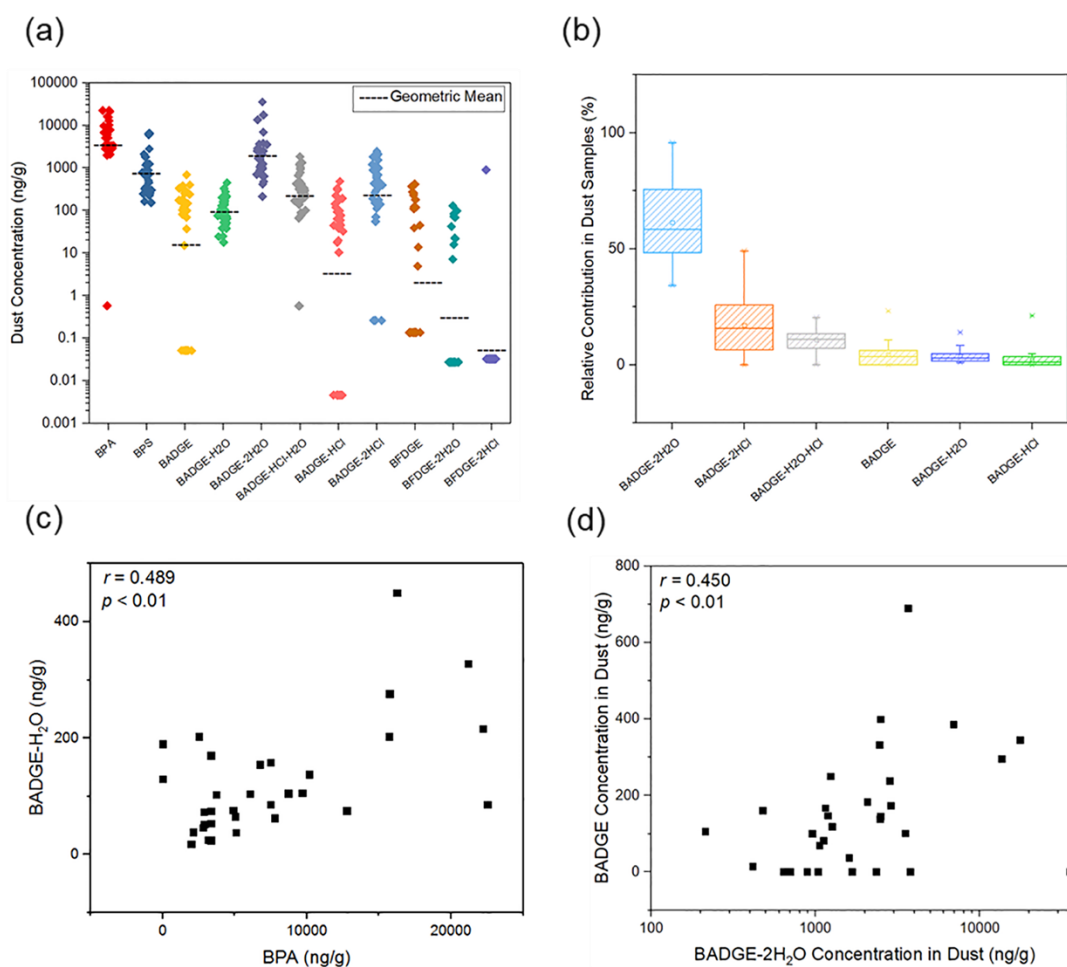 (a)
Dust Concentration (ng/g)
100000
10000
1000
100
10
1
0.1
0.01
0.001
Geometric Mean
BPA
BPS
BADGE
BADGE-H2O
BADGE-2H2O
BADGE-HCl-H2O
BADGE-HCl
BADGE-2HCl
BFDGE
BFDGE-2H2O
BFDGE-2HCl
(b)
Relative Contribution in Dust Samples (%)
100
50
0
BADGE-2H2O
BADGE-2HCl
BADGE-H2O-HCl
BADGE
BADGE-H2O
BADGE-HCl
(c)
r = 0.489
p < 0.01
BADGE-H₂O (ng/g)
400
200
0
0
10000
20000
BPA (ng/g)
(d)
r = 0.450
p < 0.01
BADGE Concentration in Dust (ng/g)
800
600
400
200
0
100
1000
10000
BADGE-2H₂O Concentration in Dust (ng/g)